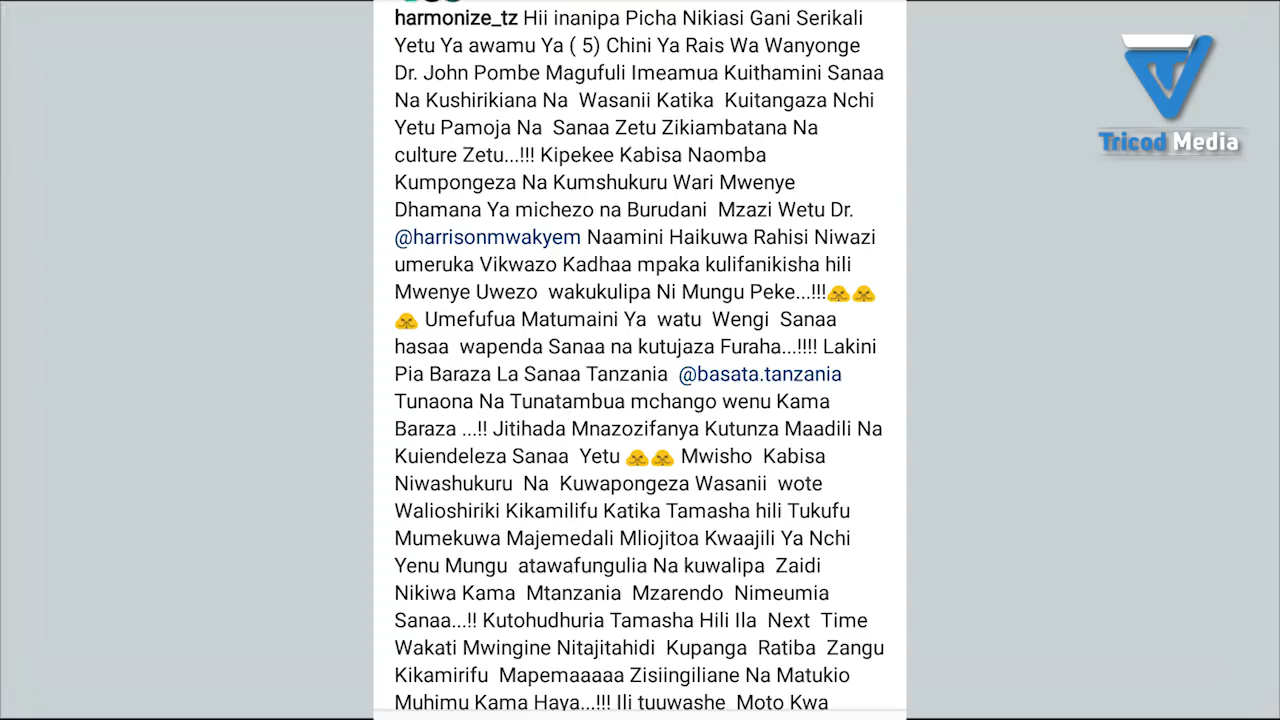 harmonize_tz Hii inanipa Picha Nikiasi Gani Serikali
Yetu Ya awamu Ya ( 5) Chini Ya Rais Wa Wanyonge
Dr. John Pombe Magufuli Imeamua Kuithamini Sanaa
Na Kushirikiana Na Wasanii Katika Kuitangaza Nchi
Yetu Pamoja Na Sanaa Zetu Zikiambatana Na
culture Zetu...!!! Kipekee Kabisa Naomba
Kumpongeza Na Kumshukuru Wari Mwenye
Dhamana Ya michezo na Burudani Mzazi Wetu Dr.
@harrisonmwakyem Naamini Haikuwa Rahisi Niwazi
umeruka Vikwazo Kadhaa mpaka kulifanikisha hili
Mwenye Uwezo wakukulipa Ni Mungu Peke...!!!🙏🙏
🙏 Umefufua Matumaini Ya watu Wengi Sanaa
hasaa wapenda Sanaa na kutujaza Furaha...!!!! Lakini
Pia Baraza La Sanaa Tanzania @basata.tanzania
Tunaona Na Tunatambua mchango wenu Kama
Baraza ...!! Jitihada Mnazozifanya Kutunza Maadili Na
Kuiendeleza Sanaa Yetu 🙏🙏 Mwisho Kabisa
Niwashukuru Na Kuwapongeza Wasanii wote
Walioshiriki Kikamilifu Katika Tamasha hili Tukufu
Mumekuwa Majemedali Mliojitoa Kwaajili Ya Nchi
Yenu Mungu atawafungulia Na kuwalipa Zaidi
Nikiwa Kama Mtanzania Mzarendo Nimeumia
Sanaa...!! Kutohudhuria Tamasha Hili Ila Next Time
Wakati Mwingine Nitajitahidi Kupanga Ratiba Zangu
Kikamirifu Mapemaaaaa Zisiingiliane Na Matukio
Muhimu Kama Haya...!!! Ili tuuwashe Moto Kwa
Tricod Media